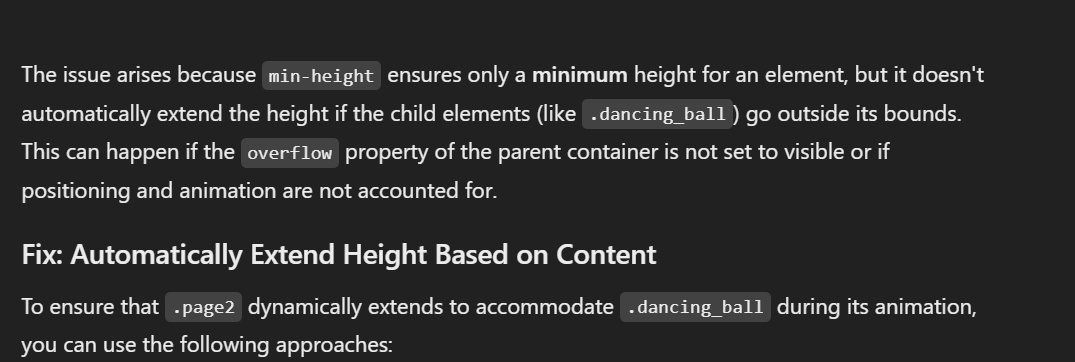 The issue arises because min-height ensures only a minimum height for an element, but it doesn't
automatically extend the height if the child elements (like .dancing_ball) go outside its bounds.
This can happen if the overflow property of the parent container is not set to visible or if
positioning and animation are not accounted for.
Fix: Automatically Extend Height Based on Content
To ensure that .page2 dynamically extends to accommodate .dancing_ball during its animation,
you can use the following approaches: